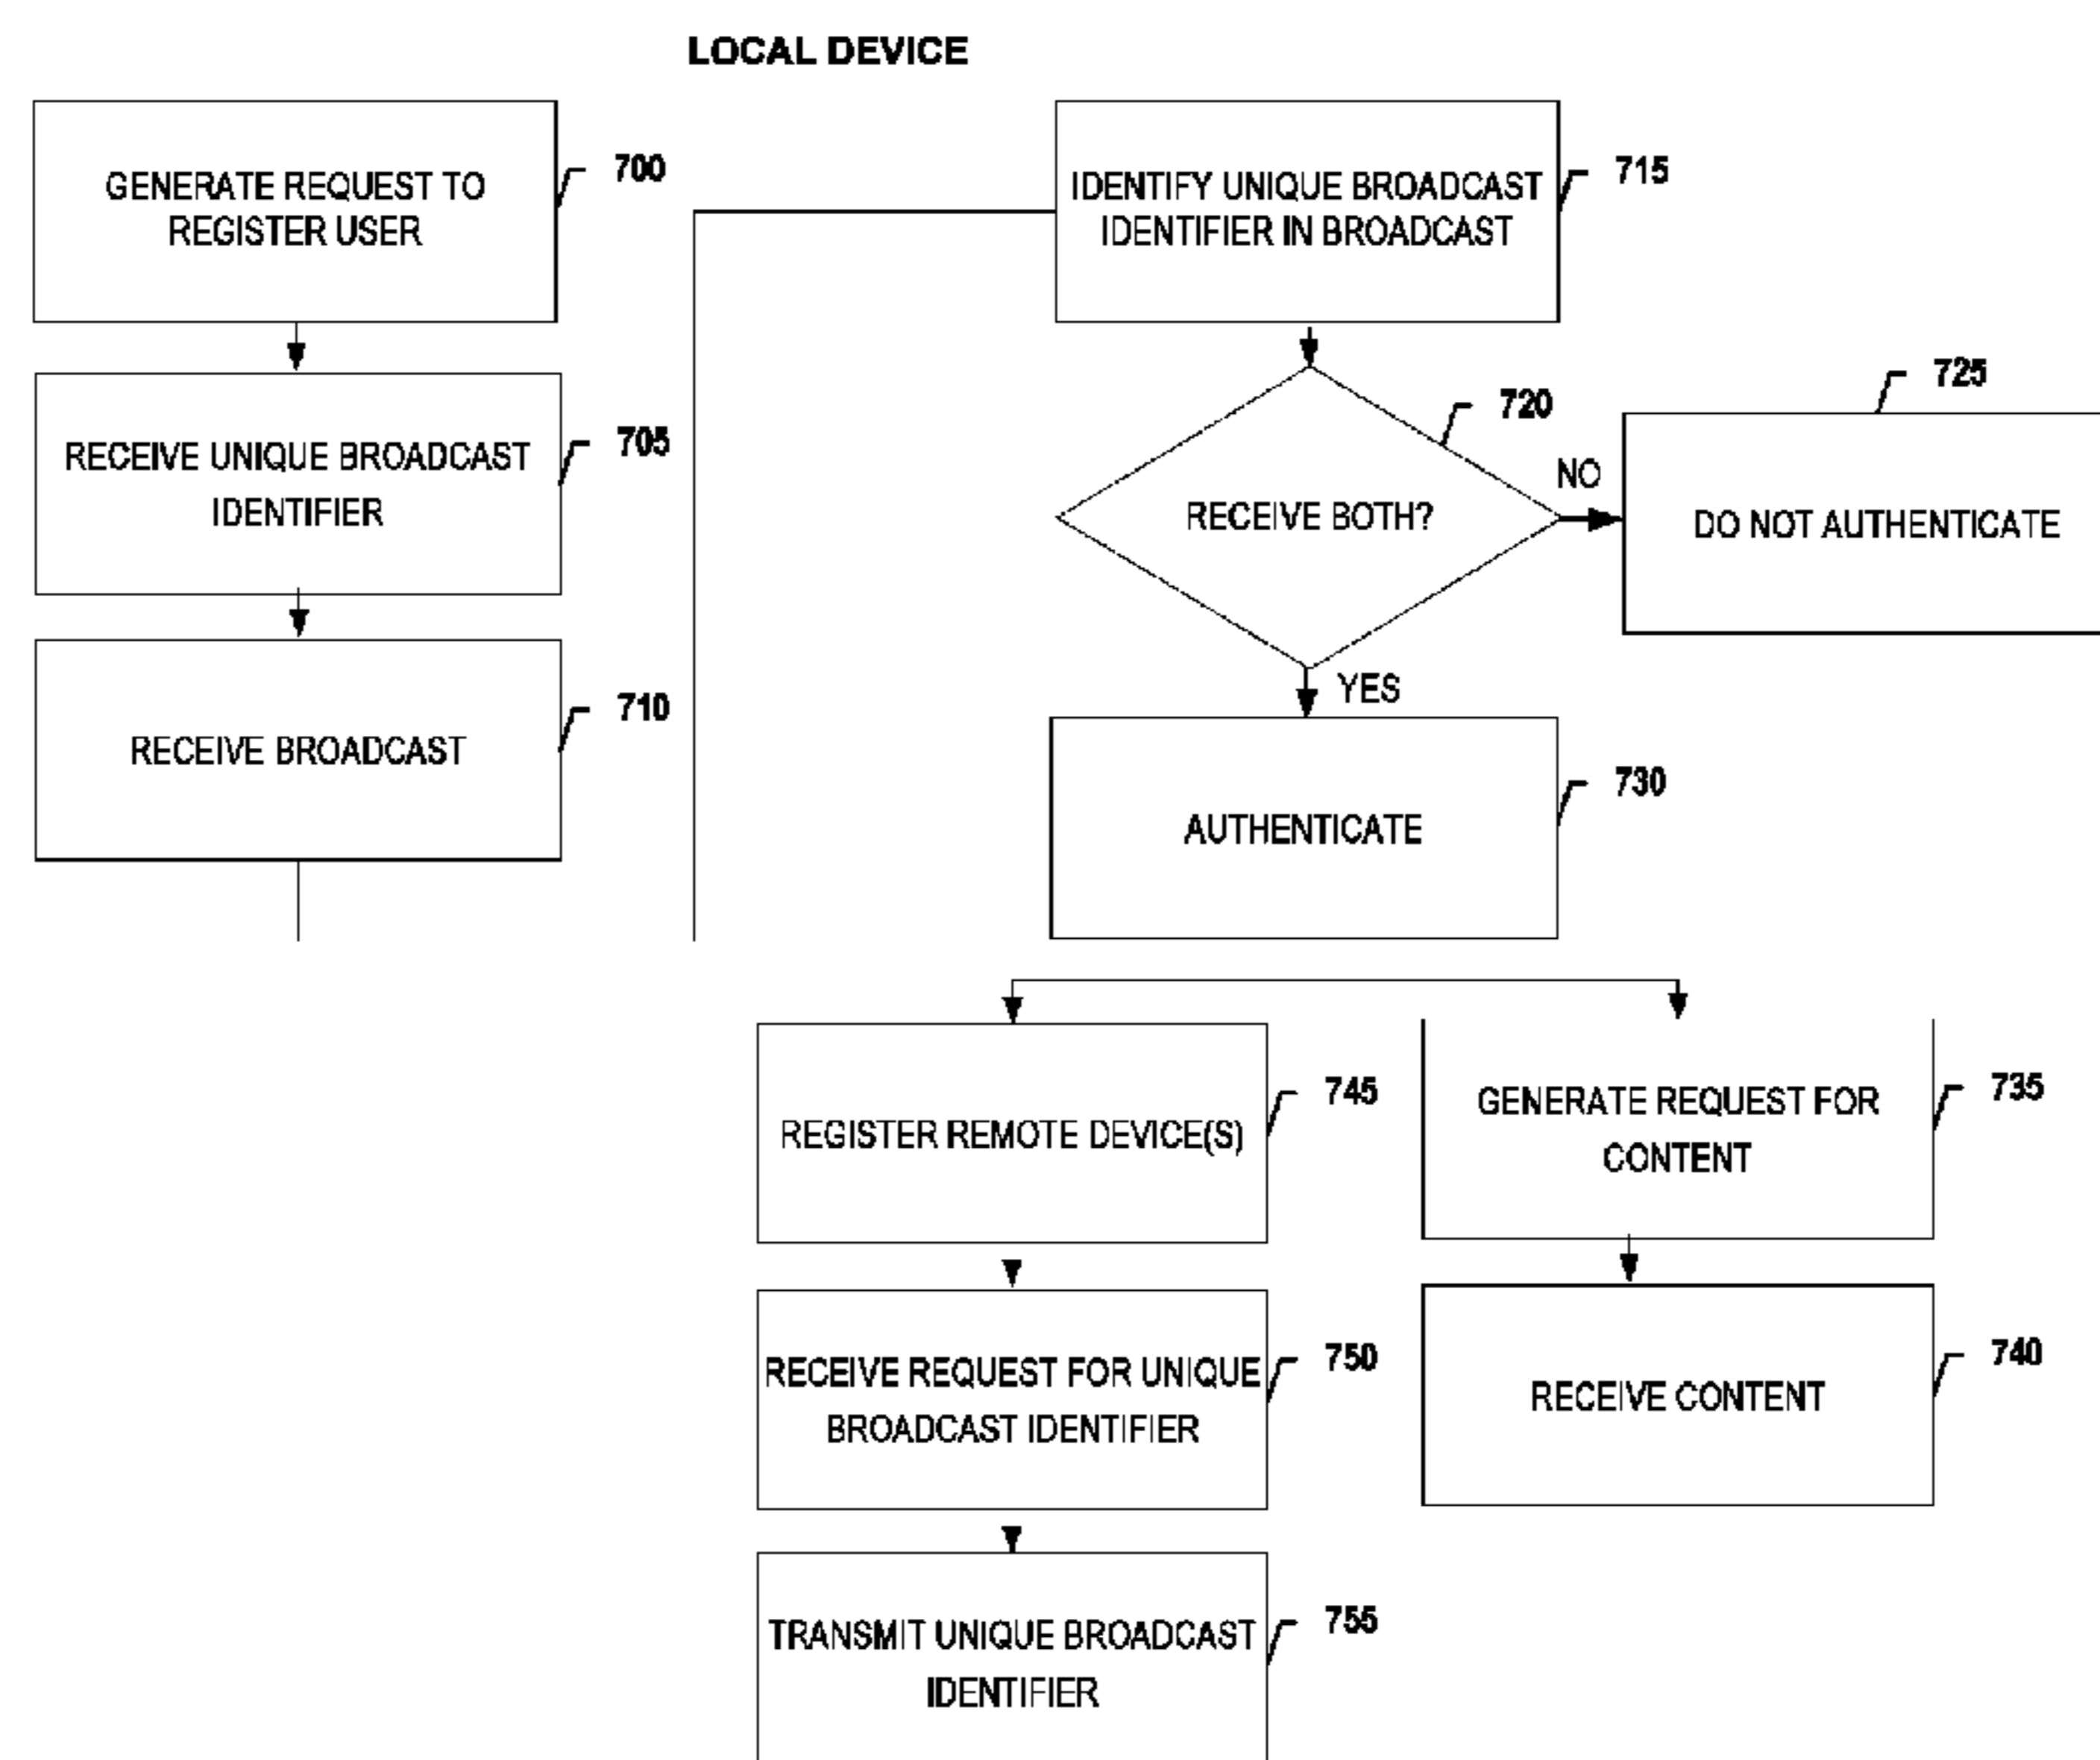 LOCAL DEVICE
GENERATE REQUEST TO
REGISTER USER
700
RECEIVE UNIQUE BROADCAST
IDENTIFIER
705
RECEIVE BROADCAST
710
IDENTIFY UNIQUE BROADCAST
IDENTIFIER IN BROADCAST
715
RECEIVE BOTH?
720
NO
725
DO NOT AUTHENTICATE
YES
AUTHENTICATE
730
REGISTER REMOTE DEVICE(S)
745
RECEIVE REQUEST FOR UNIQUE
BROADCAST IDENTIFIER
750
TRANSMIT UNIQUE BROADCAST
IDENTIFIER
755
GENERATE REQUEST FOR
CONTENT
735
RECEIVE CONTENT
740